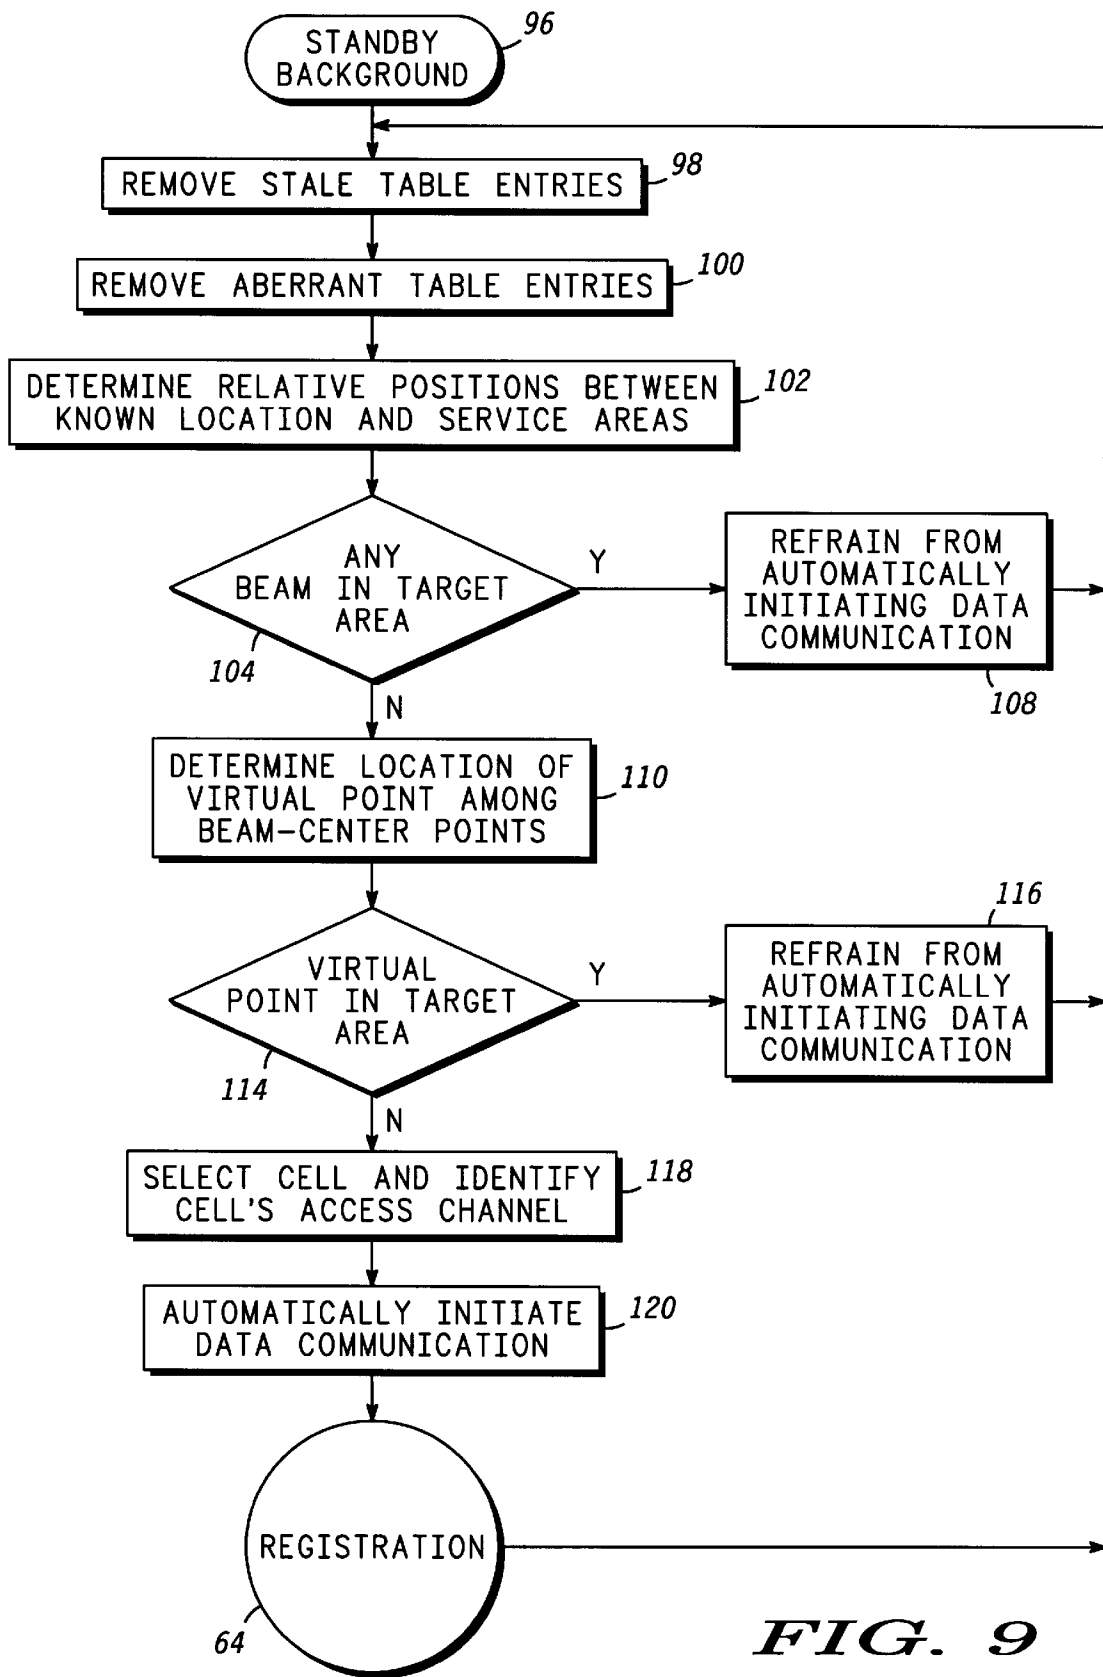 STANDBY
BACKGROUND
96
REMOVE STALE TABLE ENTRIES
98
REMOVE ABERRANT TABLE ENTRIES
100
DETERMINE RELATIVE POSITIONS BETWEEN
KNOWN LOCATION AND SERVICE AREAS
102
ANY
BEAM IN TARGET
AREA
104
Y
N
REFRAIN FROM
AUTOMATICALLY
INITIATING DATA
COMMUNICATION
108
DETERMINE LOCATION OF
VIRTUAL POINT AMONG
BEAM-CENTER POINTS
110
VIRTUAL
POINT IN TARGET
AREA
114
Y
N
116
REFRAIN FROM
AUTOMATICALLY
INITIATING DATA
COMMUNICATION
SELECT CELL AND IDENTIFY
CELL'S ACCESS CHANNEL
118
AUTOMATICALLY INITIATE
DATA COMMUNICATION
120
REGISTRATION
64
FIG. 9